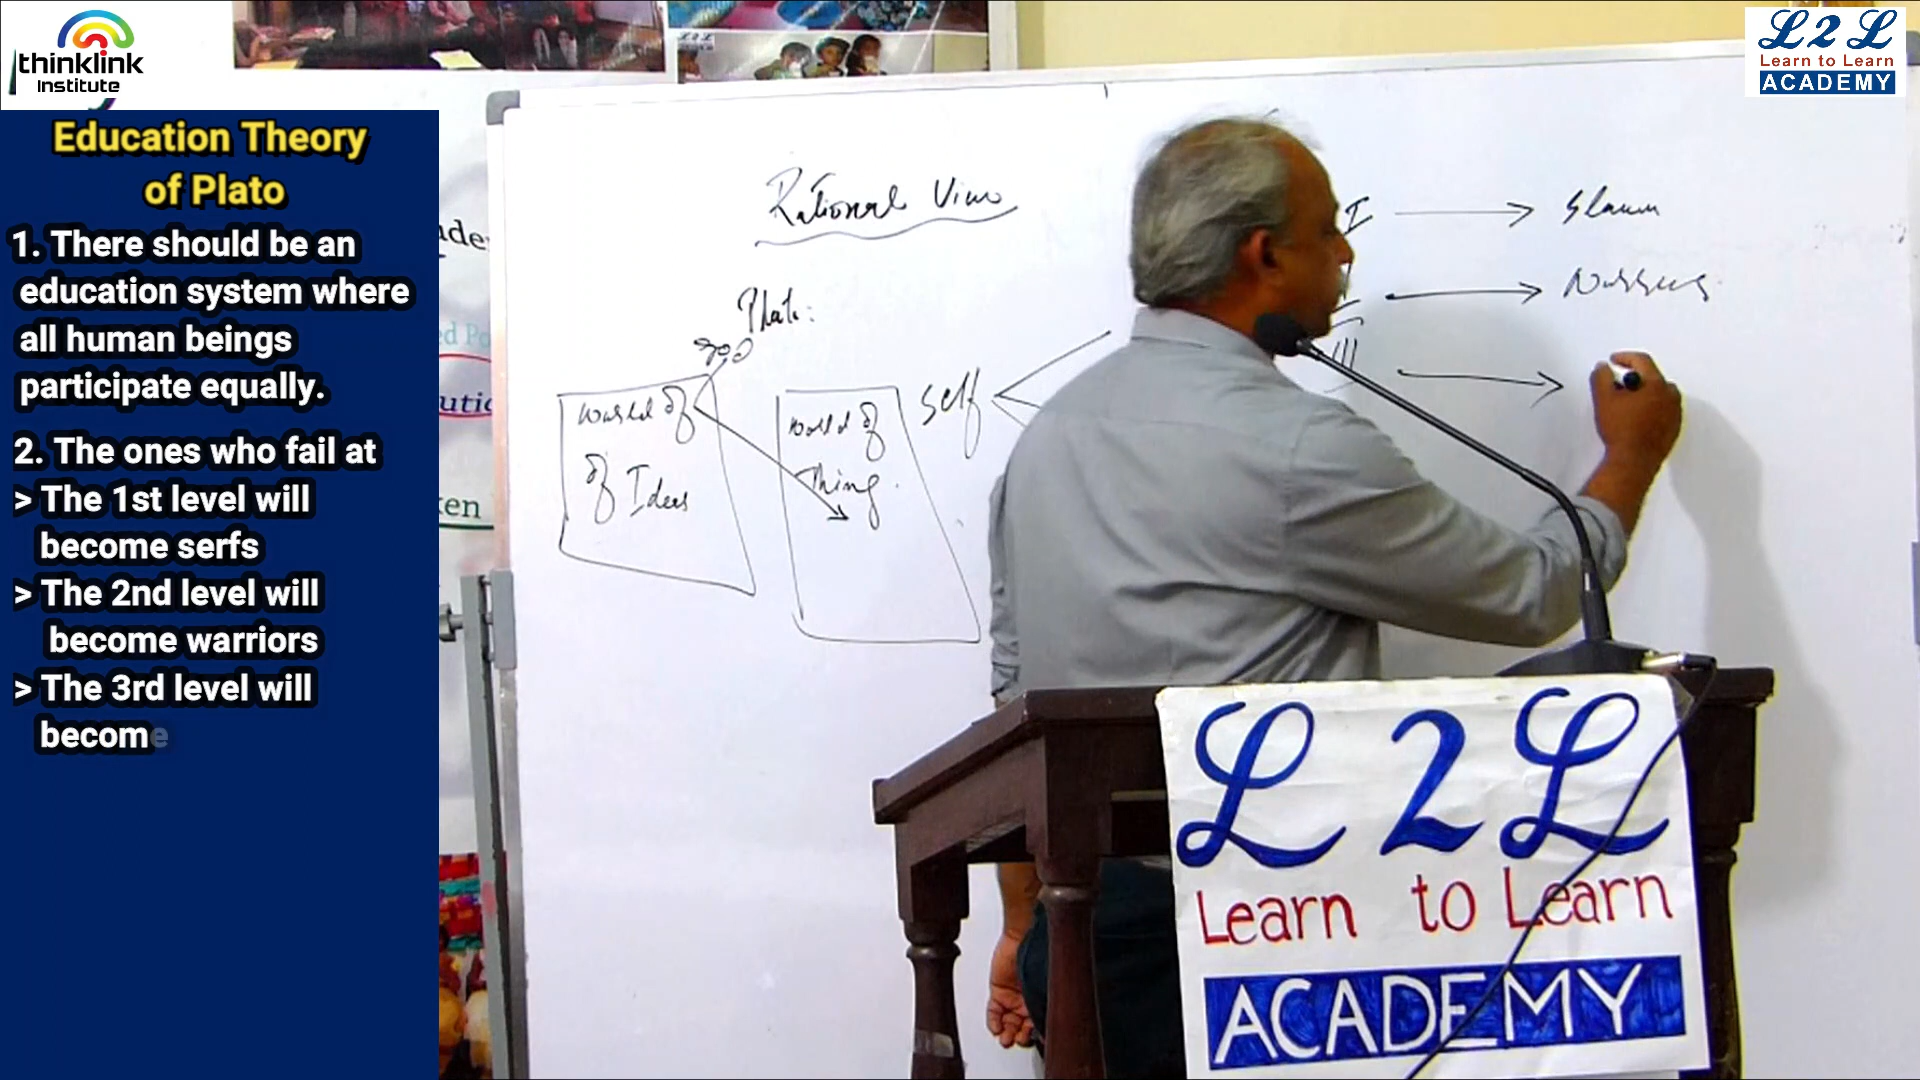 thinklink
institute
Education Theory
of Plato
1. There should be an
education system where
all human beings
participate equally.
2. The ones who fail at
> The 1st level will
become serfs
> The 2nd level will
become warriors
> The 3rd level will
become
L2L
Learn to Learn
ACADEMY
Rational View
Plato:
World of
of Ideas
World of
Thing
self
I
II
III
L2L
Learn to Learn
ACADEMY